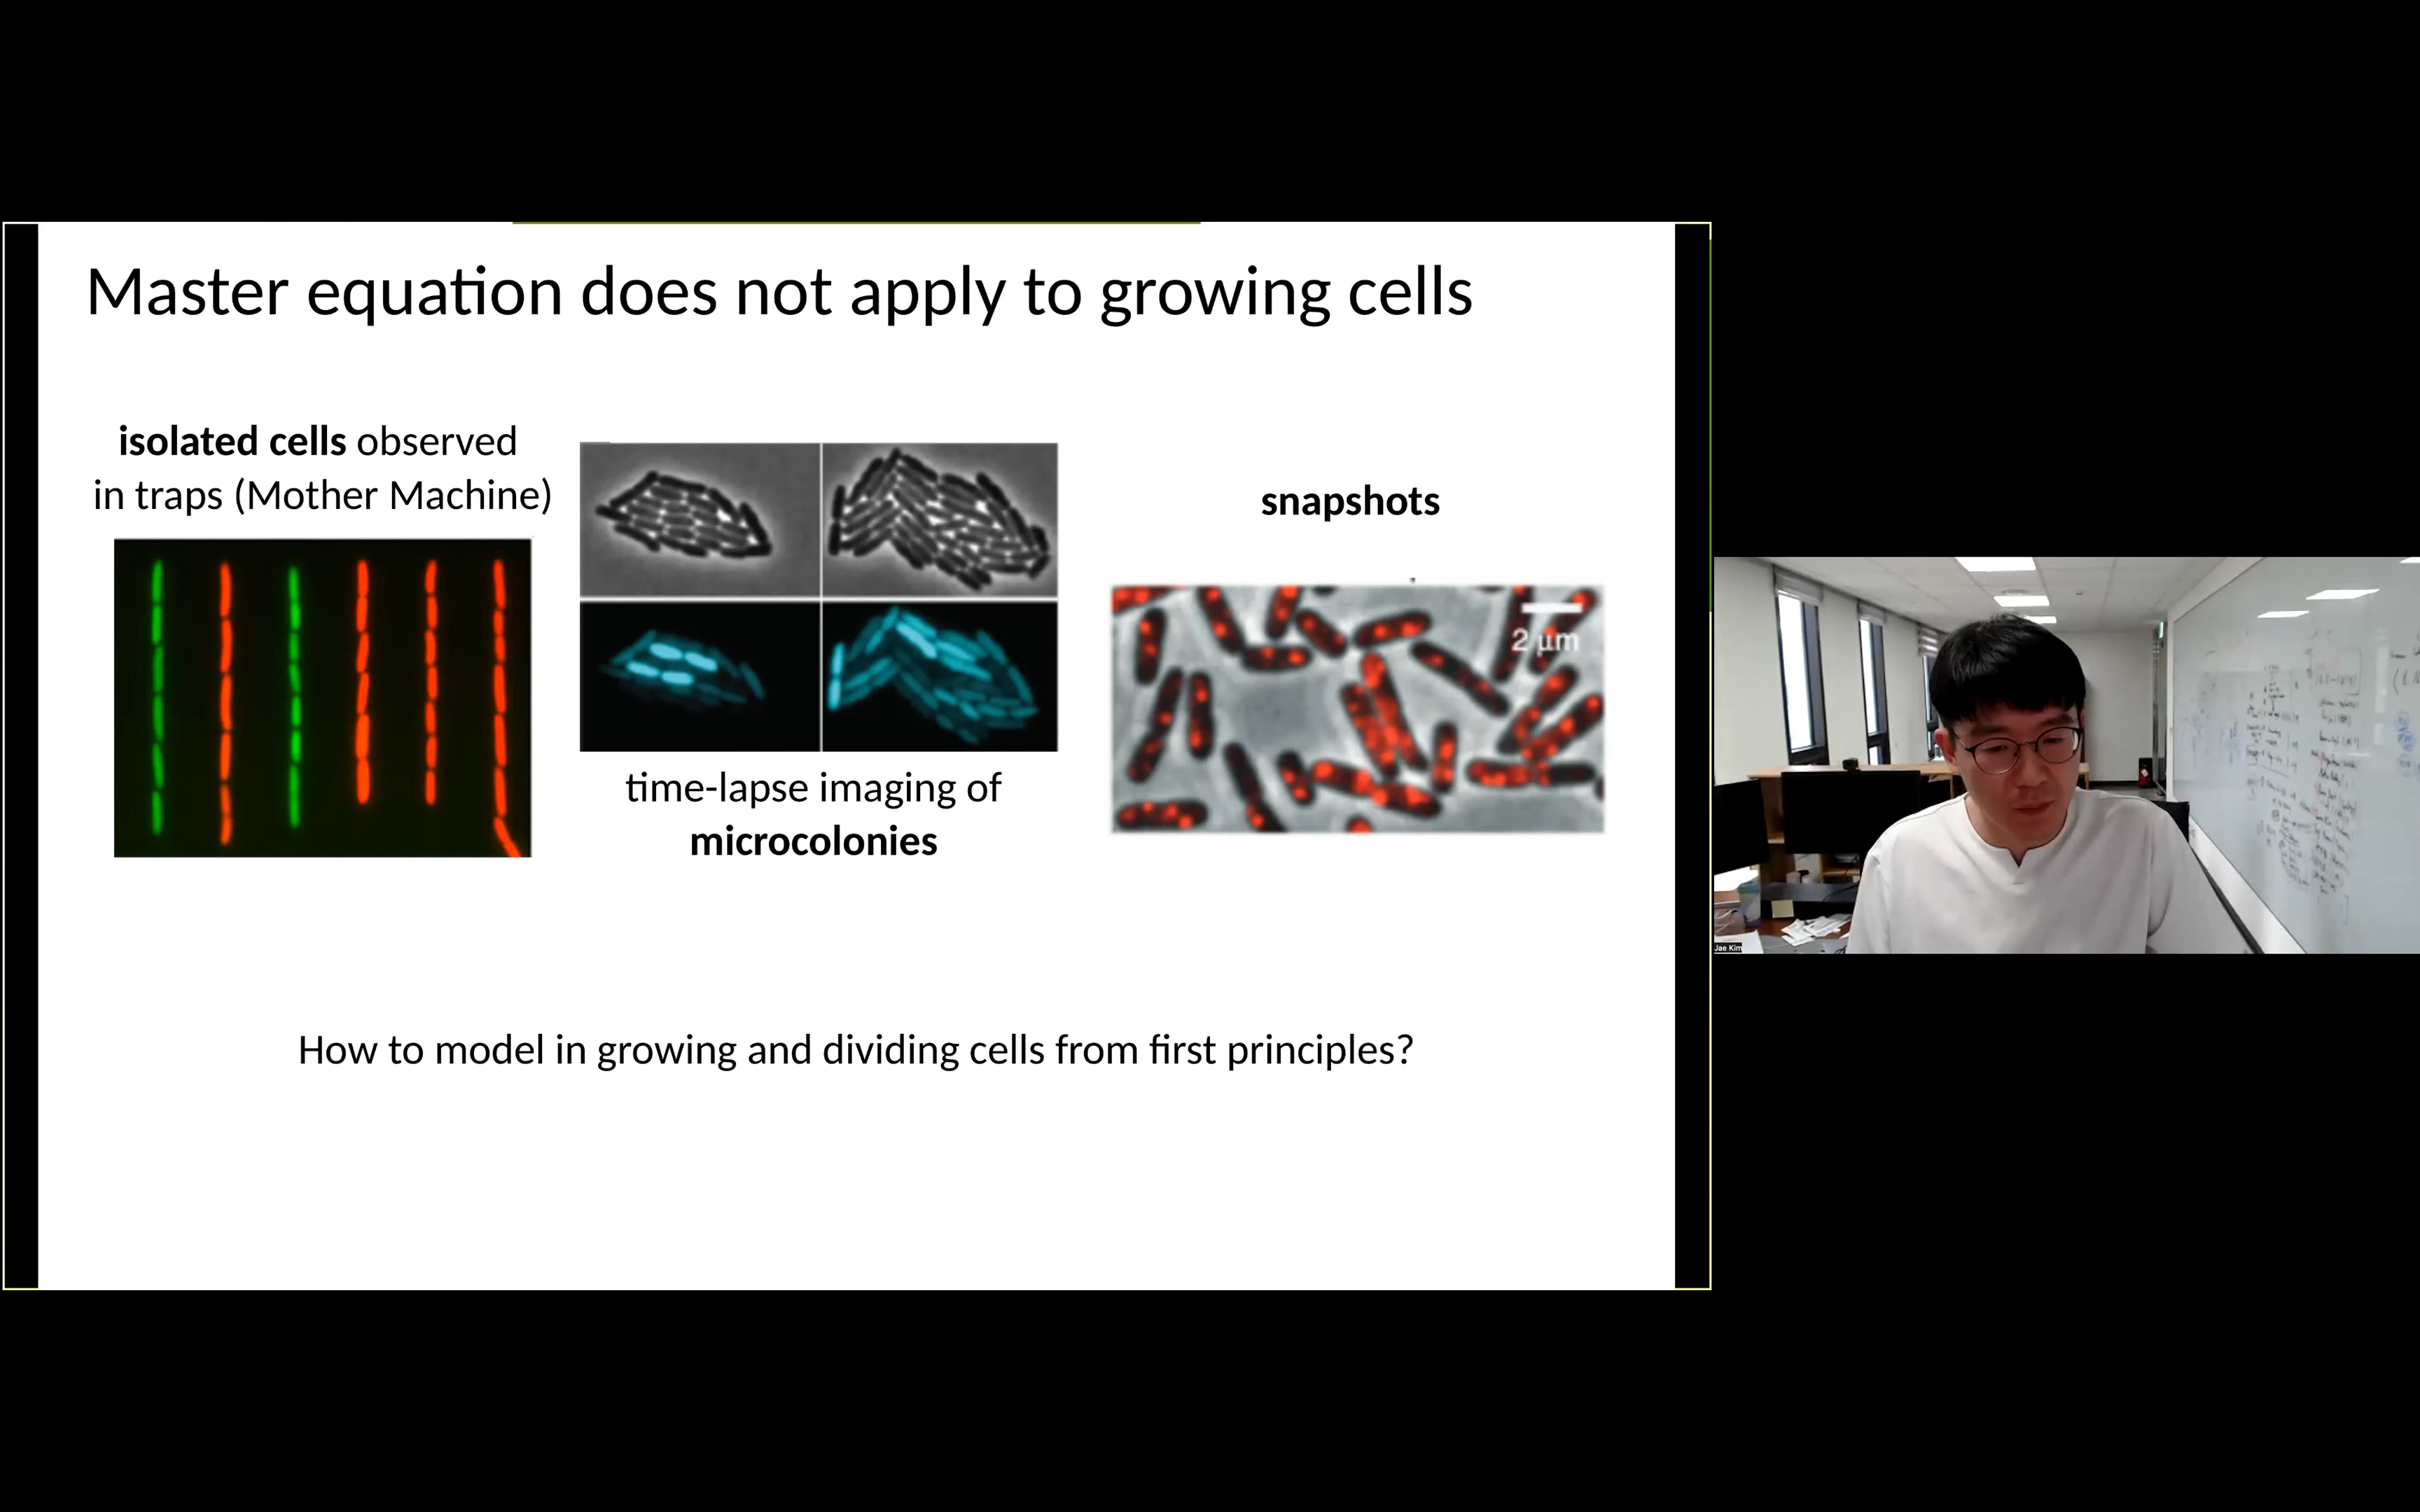 Master equation does not apply to growing cells
isolated cells observed
in traps (Mother Machine)
time-lapse imaging of
microcolonies
snapshots
2 µm
How to model in growing and dividing cells from first principles?
Jae Kim